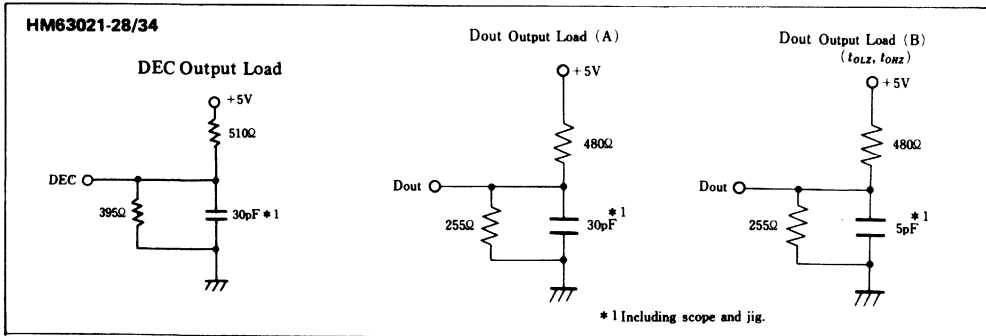 HM63021-28/34
DEC Output Load
+5V
510Ω
DEC
395Ω
30pF *1
Dout Output Load (A)
+5V
480Ω
Dout
255Ω
30pF *1
Dout Output Load (B)
(tOLZ, tOHZ)
+5V
480Ω
Dout
255Ω
5pF *1
*1 Including scope and jig.